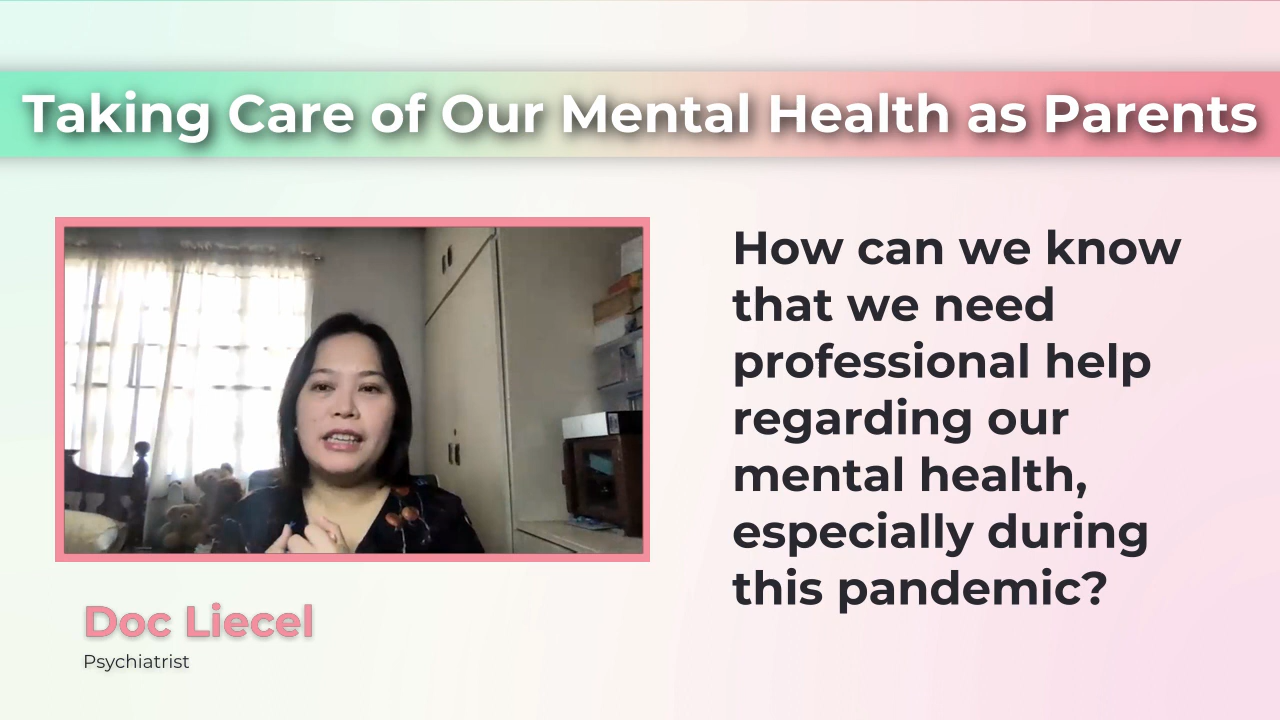 Taking Care of Our Mental Health as Parents
How can we know
that we need
professional help
regarding our
mental health,
especially during
this pandemic?
Doc Liecel
Psychiatrist